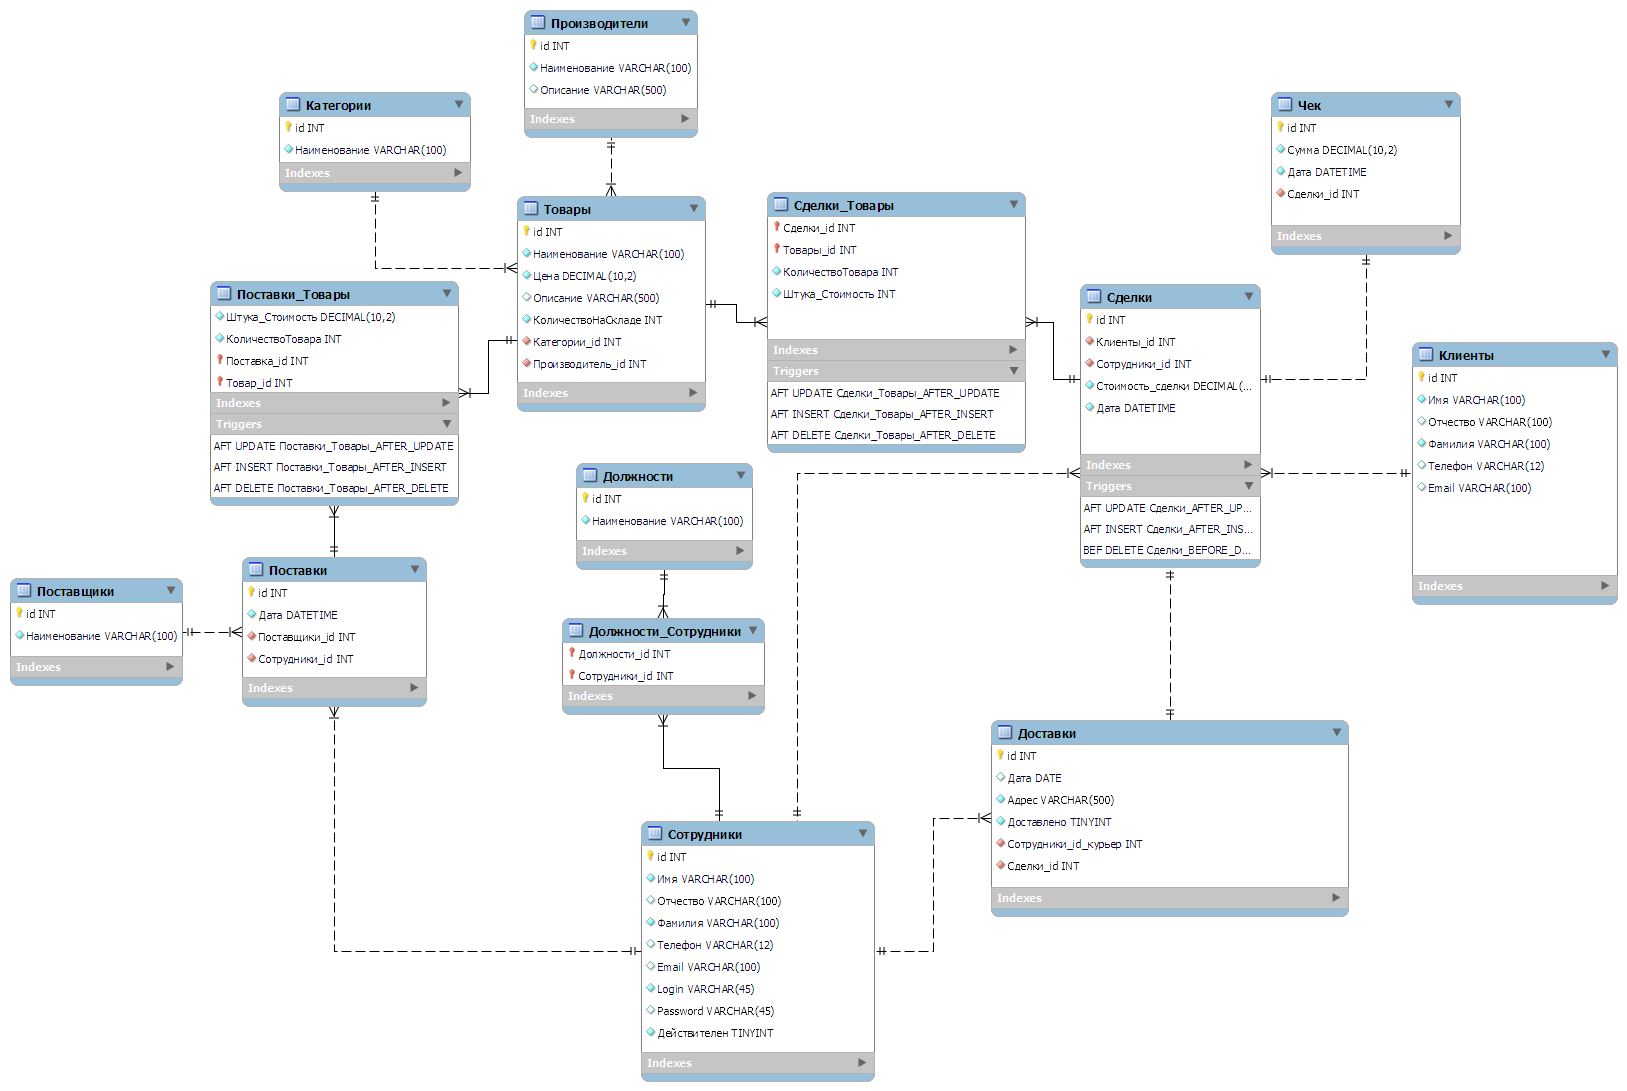 Производители
id INT
Наименование VARCHAR(100)
Описание VARCHAR(500)
Indexes
Категории
id INT
Наименование VARCHAR(100)
Indexes
Чек
id INT
Сумма DECIMAL(10,2)
Дата DATETIME
Сделки_id INT
Indexes
Товары
id INT
Наименование VARCHAR(100)
Цена DECIMAL(10,2)
Описание VARCHAR(500)
КоличествоНаСкладе INT
Категории_id INT
Производитель_id INT
Indexes
Сделки_Товары
Сделки_id INT
Товары_id INT
КоличествоТовара INT
Штука_Стоимость INT
Indexes
Triggers
AFT UPDATE Сделки_Товары_AFTER_UPDATE
AFT INSERT Сделки_Товары_AFTER_INSERT
AFT DELETE Сделки_Товары_AFTER_DELETE
Поставки_Товары
Штука_Стоимость DECIMAL(10,2)
КоличествоТовара INT
Поставка_id INT
Товар_id INT
Indexes
Triggers
AFT UPDATE Поставки_Товары_AFTER_UPDATE
AFT INSERT Поставки_Товары_AFTER_INSERT
AFT DELETE Поставки_Товары_AFTER_DELETE
Сделки
id INT
Клиенты_id INT
Сотрудники_id INT
Стоимость_сделки DECIMAL(...
Дата DATETIME
Indexes
Triggers
AFT UPDATE Сделки_AFTER_UP...
AFT INSERT Сделки_AFTER_INS...
BEF DELETE Сделки_BEFORE_D...
Клиенты
id INT
Имя VARCHAR(100)
Отчество VARCHAR(100)
Фамилия VARCHAR(100)
Телефон VARCHAR(12)
Email VARCHAR(100)
Indexes
Должности
id INT
Наименование VARCHAR(100)
Indexes
Поставщики
id INT
Наименование VARCHAR(100)
Indexes
Поставки
id INT
Дата DATETIME
Поставщики_id INT
Сотрудники_id INT
Indexes
Должности_Сотрудники
Должности_id INT
Сотрудники_id INT
Indexes
Доставки
id INT
Дата DATE
Адрес VARCHAR(500)
Доставлено TINYINT
Сотрудники_id_курьер INT
Сделки_id INT
Indexes
Сотрудники
id INT
Имя VARCHAR(100)
Отчество VARCHAR(100)
Фамилия VARCHAR(100)
Телефон VARCHAR(12)
Email VARCHAR(100)
Login VARCHAR(45)
Password VARCHAR(45)
Действителен TINYINT
Indexes